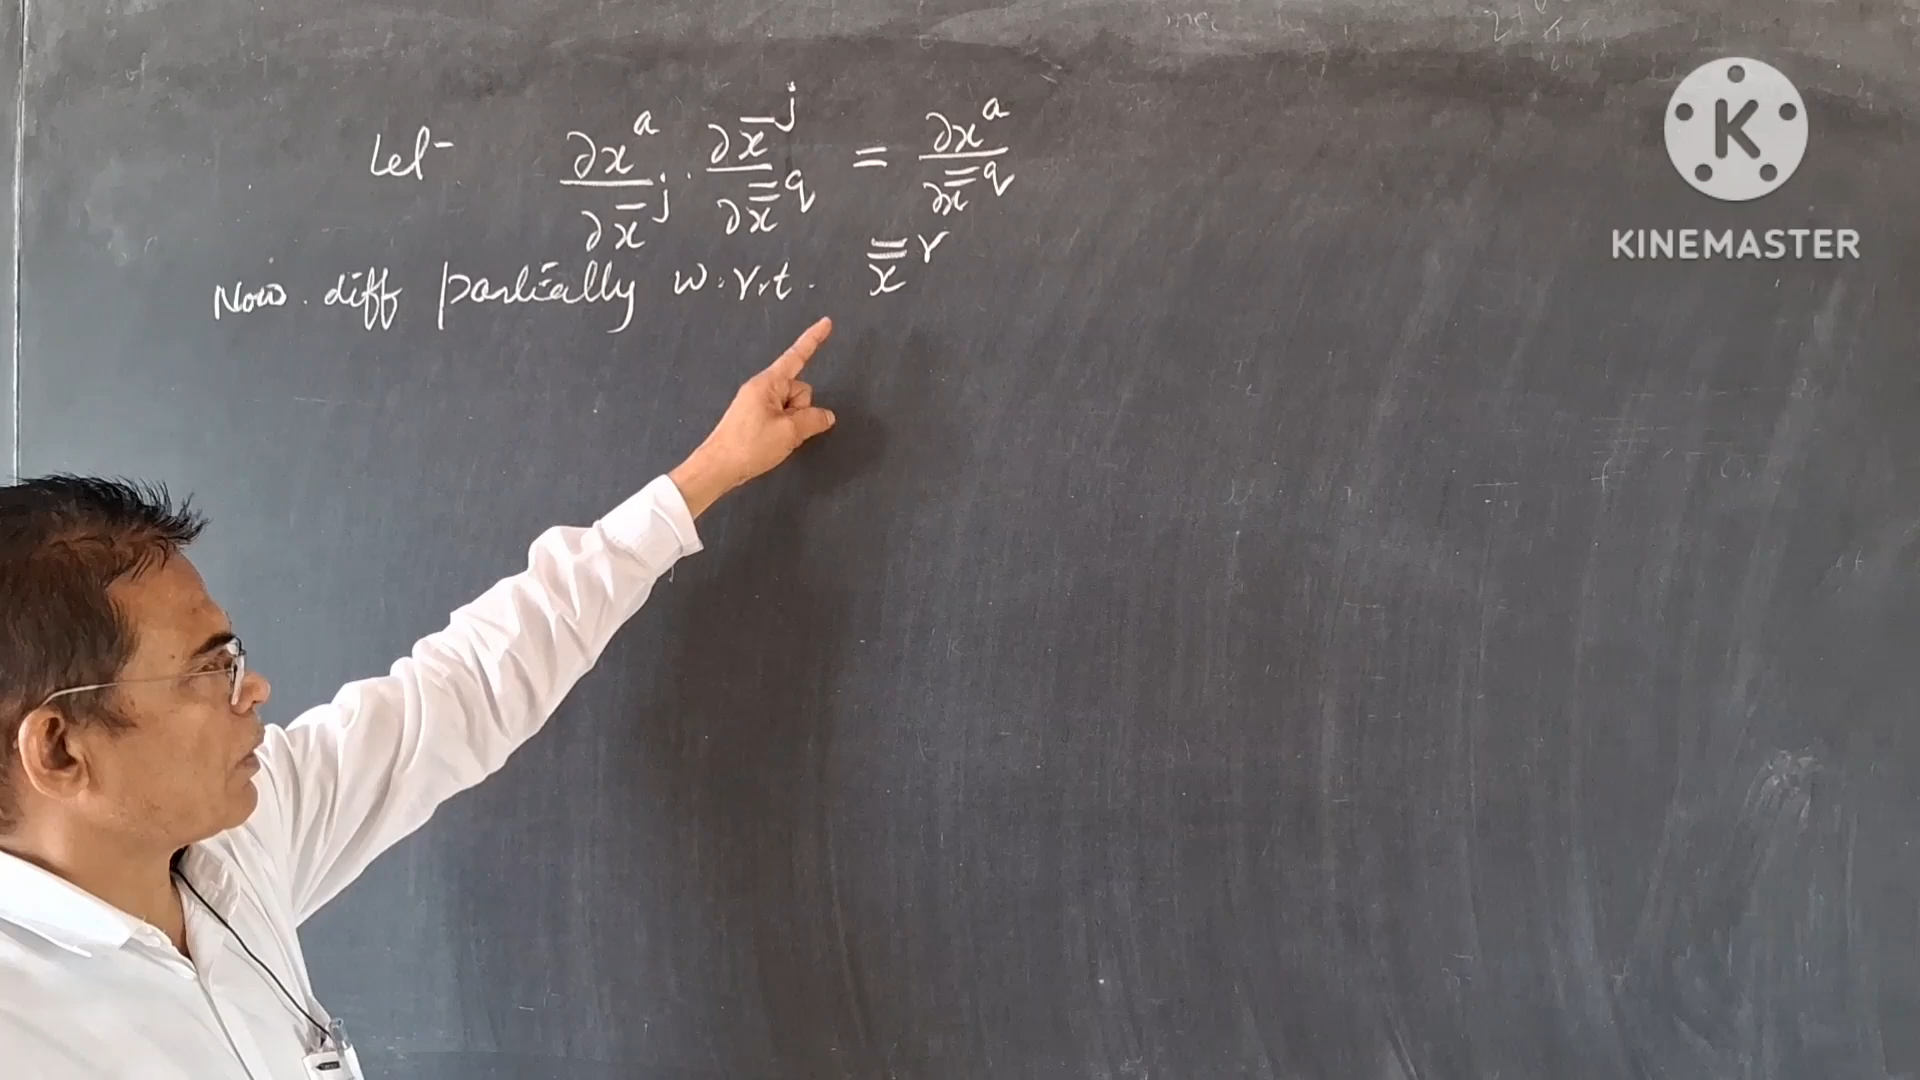 Let ∂x^a/∂x̄^j · ∂x̄^j/∂x̿^q = ∂x^a/∂x̿^q
Now diff partially w.r.t. x̿^r
K
KINEMASTER